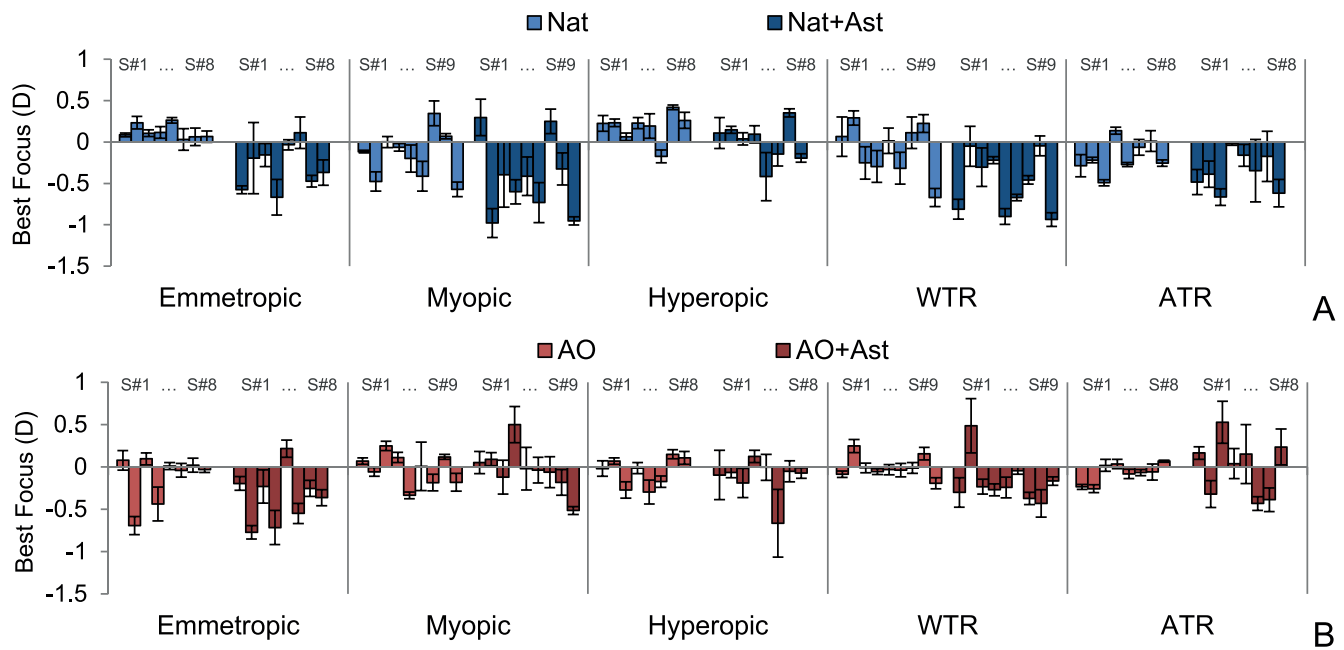 Nat Nat+Ast
Best Focus (D)
1
0.5
0
-0.5
-1
-1.5
S#1 ... S#8 S#1 ... S#8 S#1 ... S#9 S#1 ... S#9 S#1 ... S#8 S#1 ... S#8 S#1 ... S#9 S#1 ... S#9 S#1 ... S#8 S#1 ... S#8
Emmetropic Myopic Hyperopic WTR ATR
A
AO AO+Ast
Best Focus (D)
1
0.5
0
-0.5
-1
-1.5
S#1 ... S#8 S#1 ... S#8 S#1 ... S#9 S#1 ... S#9 S#1 ... S#8 S#1 ... S#8 S#1 ... S#9 S#1 ... S#9 S#1 ... S#8 S#1 ... S#8
Emmetropic Myopic Hyperopic WTR ATR
B